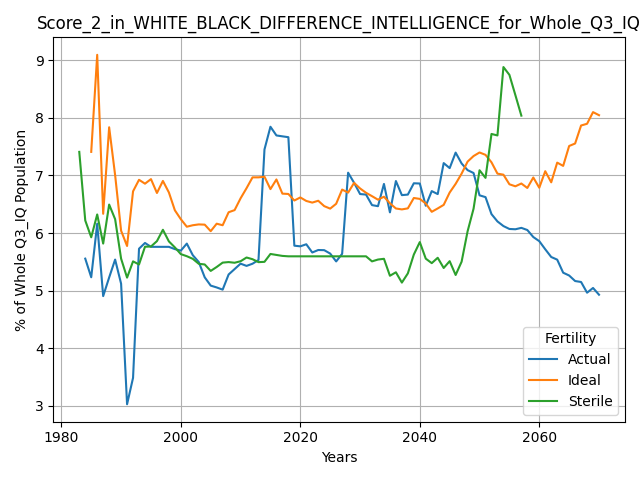 Score_2_in_WHITE_BLACK_DIFFERENCE_INTELLIGENCE_for_Whole_Q3_IQ
% of Whole Q3_IQ Population
9
8
7
6
5
4
3
1980 2000 2020 2040 2060
Years
Fertility
Actual
Ideal
Sterile